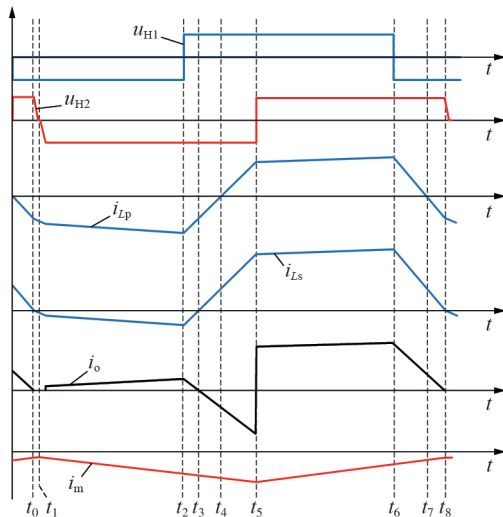 u_H1
t
u_H2
t
i_Lp
t
i_Ls
t
i_o
t
i_m
t
t_0 t_1 t_2 t_3 t_4 t_5 t_6 t_7 t_8